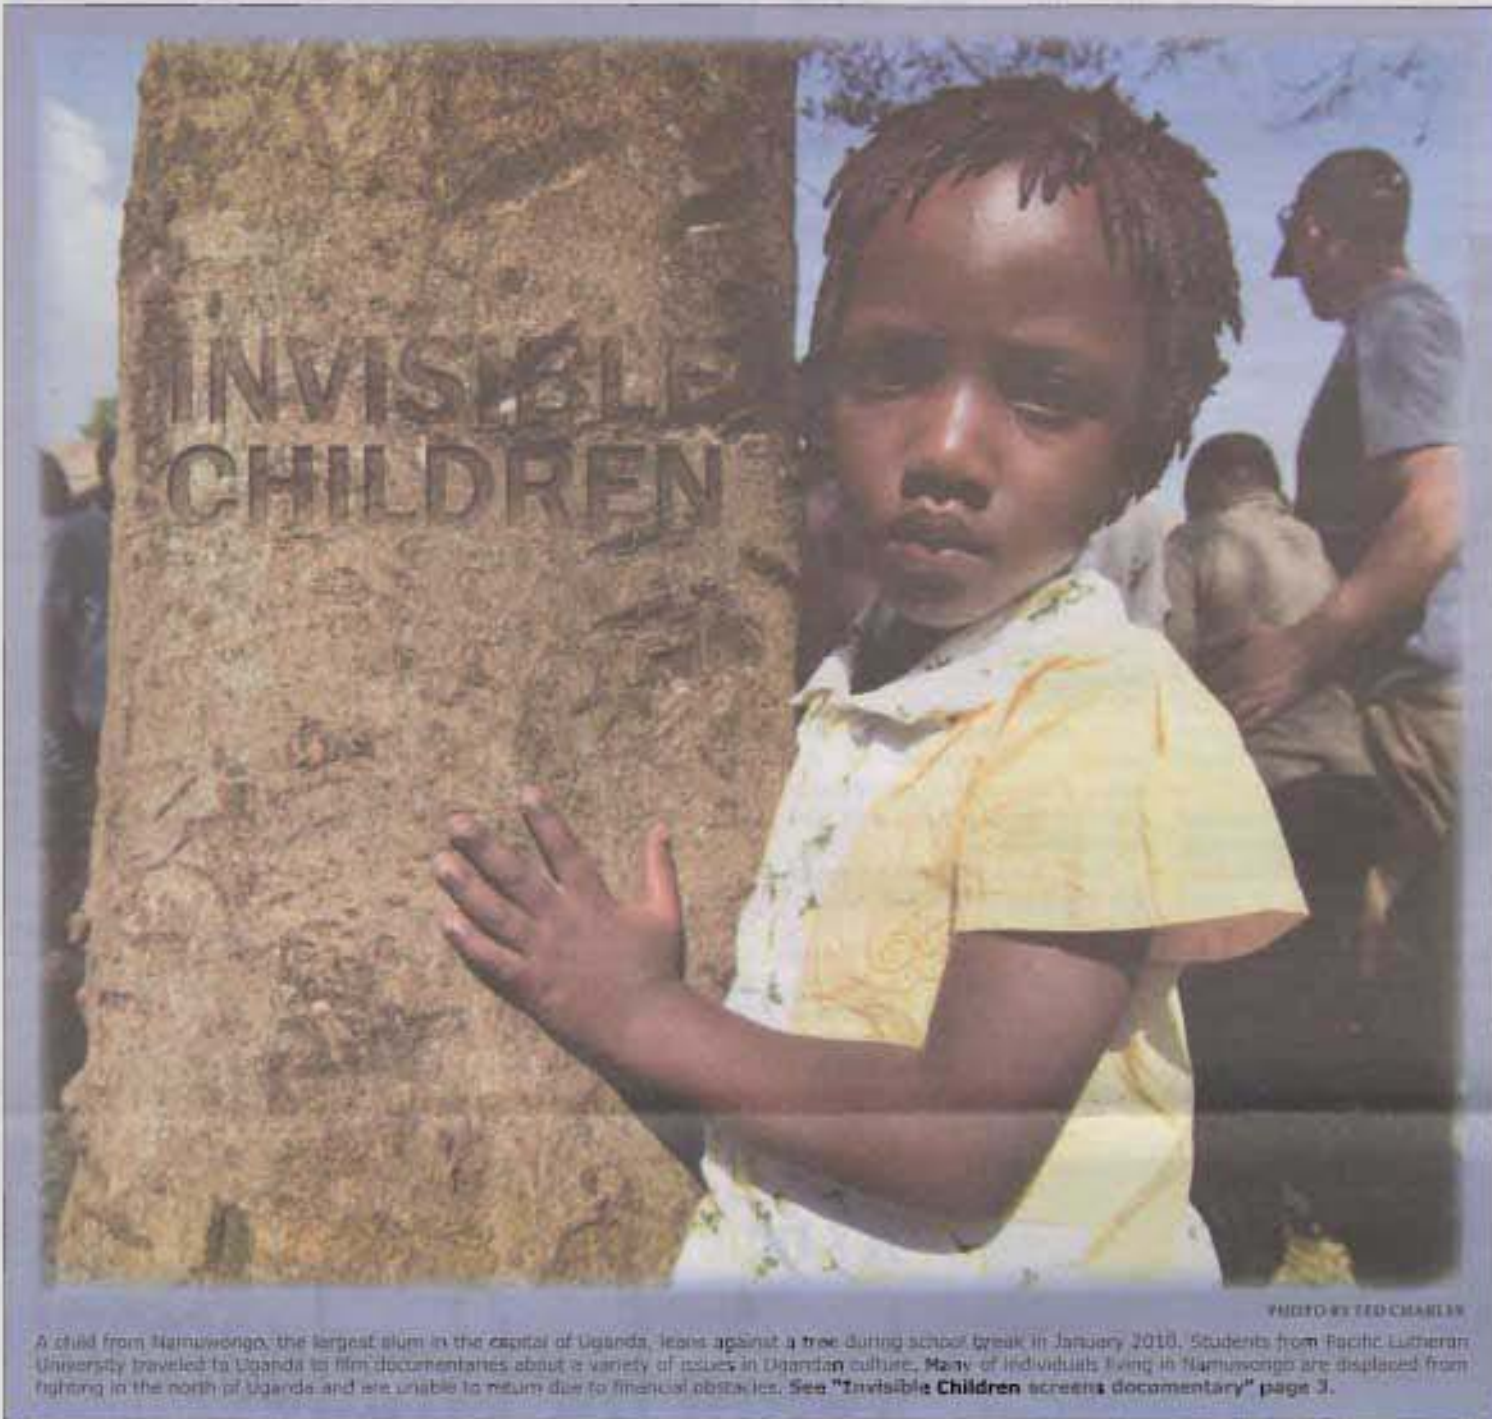 INVISIBLE
CHILDREN
PHOTO BY TED CHARLES
A child from Namuwongo, the largest slum in the capital of Uganda, leans against a tree during school break in January 2010. Students from Pacific Lutheran
University traveled to Uganda to film documentaries about a variety of issues in Ugandan culture. Many of individuals living in Namuwongo are displaced from
fighting in the north of Uganda and are unable to return due to financial obstacles. See "Invisible Children screens documentary" page 3.